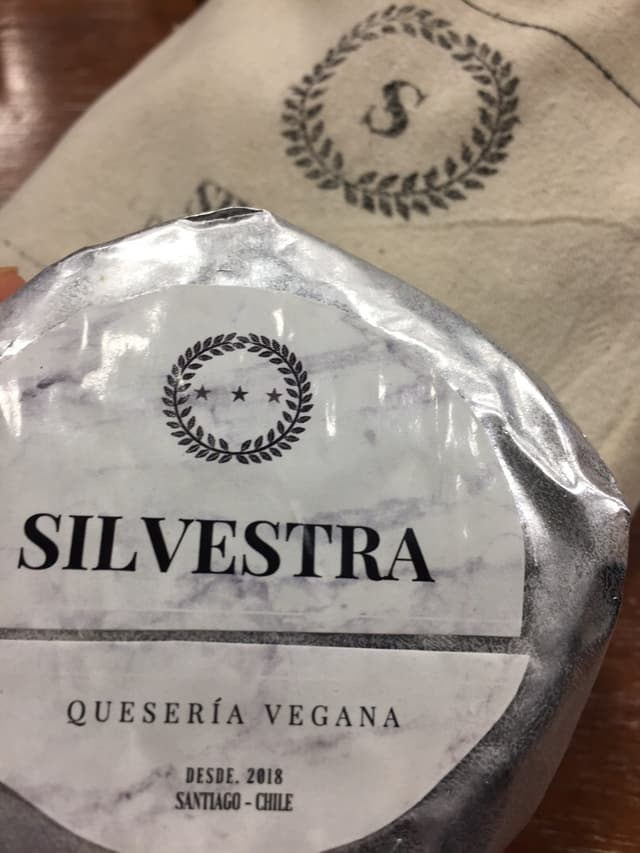 S
SILVESTRA
QUESERÍA VEGANA
DESDE. 2018
SANTIAGO - CHILE